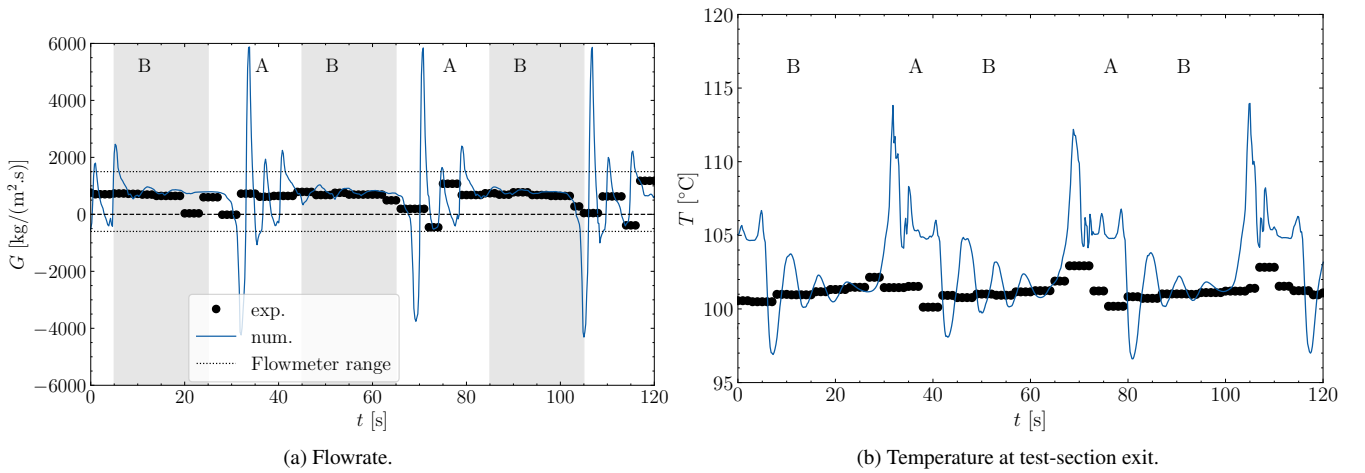 6000
4000
2000
0
−2000
−4000
−6000
G [kg/(m².s)]
B
A
B
A
B
exp.
num.
Flowmeter range
0 20 40 60 80 100 120
t [s]
(a) Flowrate.
120
115
110
105
100
95
T [°C]
B
A
B
A
B
0 20 40 60 80 100 120
t [s]
(b) Temperature at test-section exit.